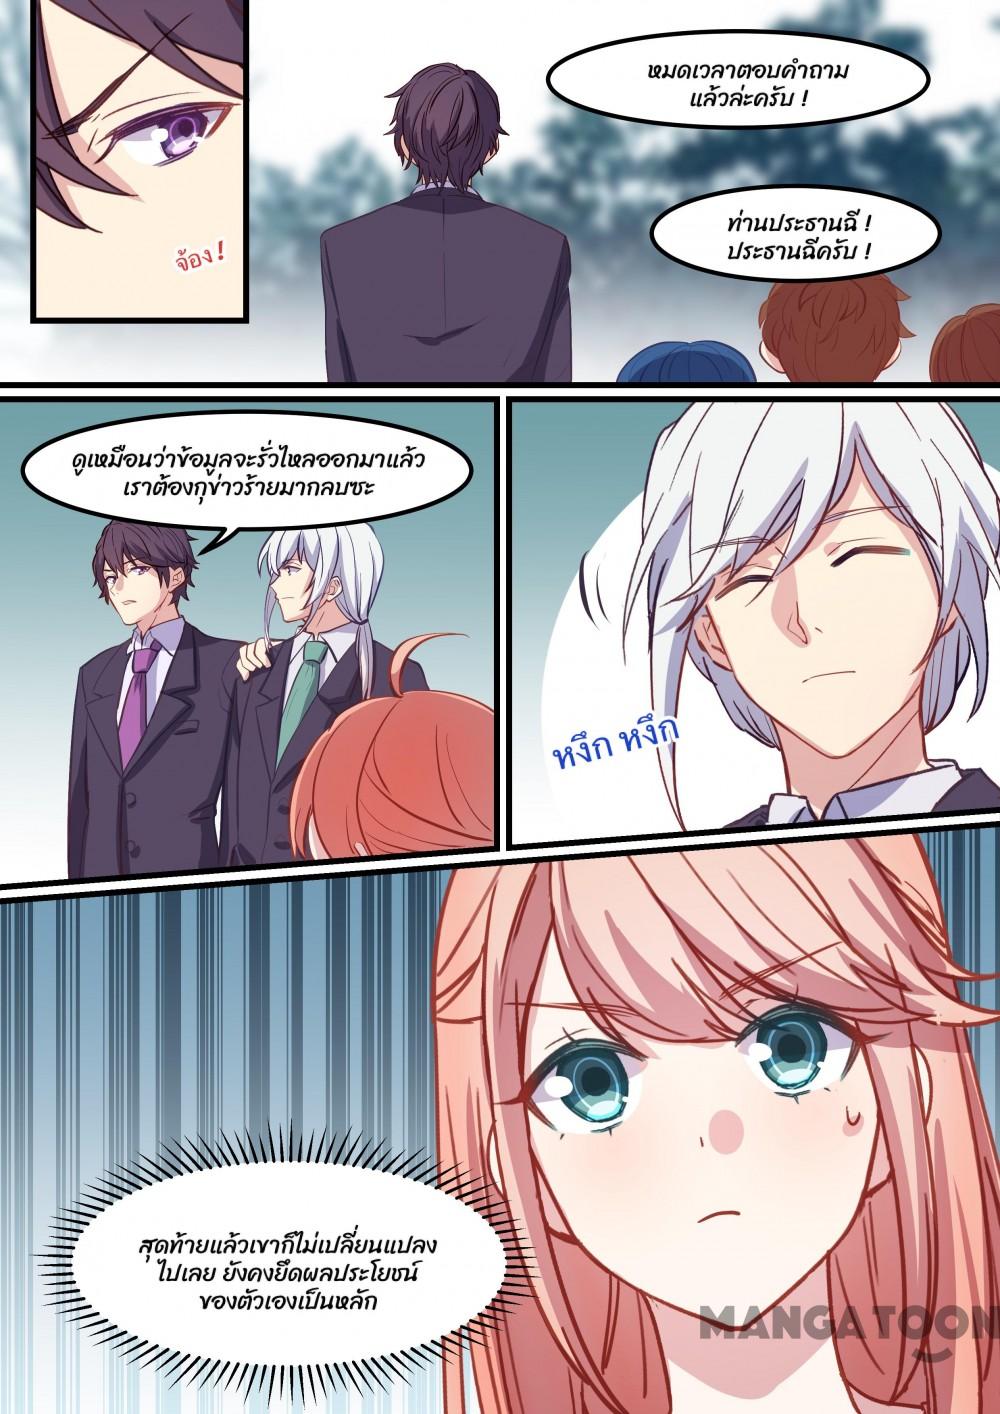 หมดเวลาตอบคำถาม
แล้วล่ะครับ !
ท่านประธานฉี !
ประธานฉีครับ !
จ้อง !
ดูเหมือนว่าข้อมูลจะรั่วไหลออกมาแล้ว
เราต้องกุข่าวร้ายมากลบซะ
หงึก หงึก
สุดท้ายแล้วเขาก็ไม่เปลี่ยนแปลง
ไปเลย ยังคงยึดผลประโยชน์
ของตัวเองเป็นหลัก
MANGATOON